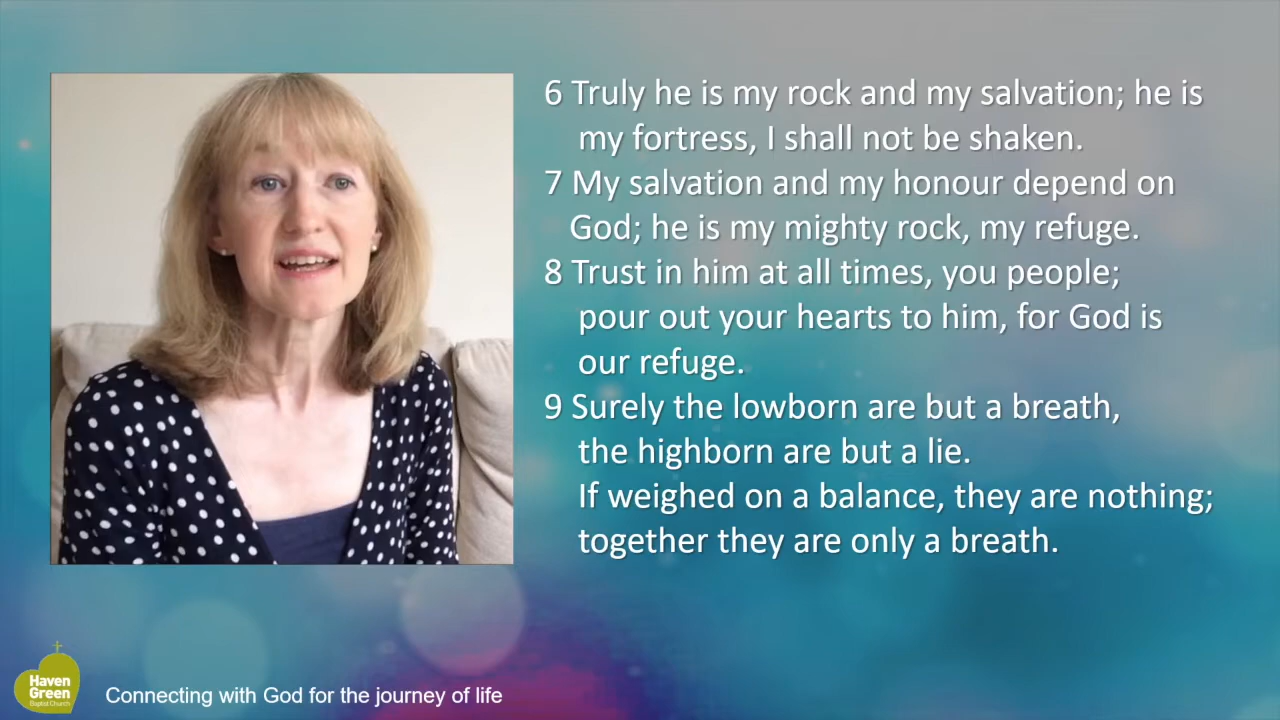 6 Truly he is my rock and my salvation; he is
my fortress, I shall not be shaken.
7 My salvation and my honour depend on
God; he is my mighty rock, my refuge.
8 Trust in him at all times, you people;
pour out your hearts to him, for God is
our refuge.
9 Surely the lowborn are but a breath,
the highborn are but a lie.
If weighed on a balance, they are nothing;
together they are only a breath.
Haven
Green
Baptist Church
Connecting with God for the journey of life